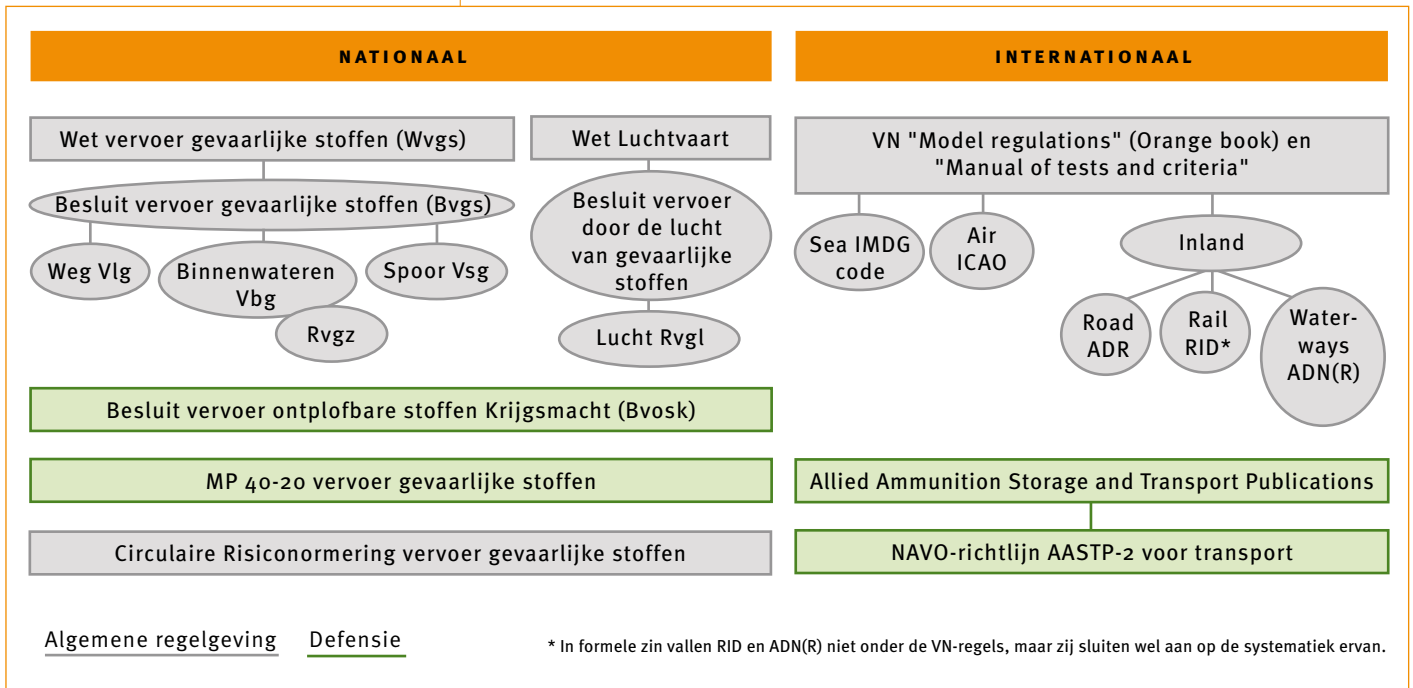 NATIONAAL
Wet vervoer gevaarlijke stoffen (Wvgs)
Besluit vervoer gevaarlijke stoffen (Bvgs)
Weg Vlg
Binnenwateren
Vbg
Rvgz
Spoor Vsg
Wet Luchtvaart
Besluit vervoer
door de lucht
van gevaarlijke
stoffen
Lucht Rvgl
Besluit vervoer ontplofbare stoffen Krijgsmacht (Bvosk)
MP 40-20 vervoer gevaarlijke stoffen
Circulaire Risiconormering vervoer gevaarlijke stoffen
INTERNATIONAAL
VN "Model regulations" (Orange book) en
"Manual of tests and criteria"
Sea IMDG
code
Air
ICAO
Inland
Road
ADR
Rail
RID*
Water-
ways
ADN(R)
Allied Ammunition Storage and Transport Publications
NAVO-richtlijn AASTP-2 voor transport
Algemene regelgeving
Defensie
* In formele zin vallen RID en ADN(R) niet onder de VN-regels, maar zij sluiten wel aan op de systematiek ervan.